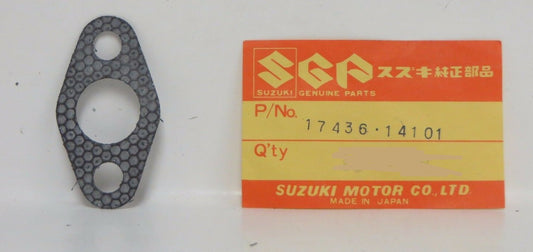 SGP スズキ純正部品
SUZUKI GENUINE PARTS
P/No. 17436-14101
Q'ty
SUZUKI MOTOR CO., LTD
MADE IN JAPAN